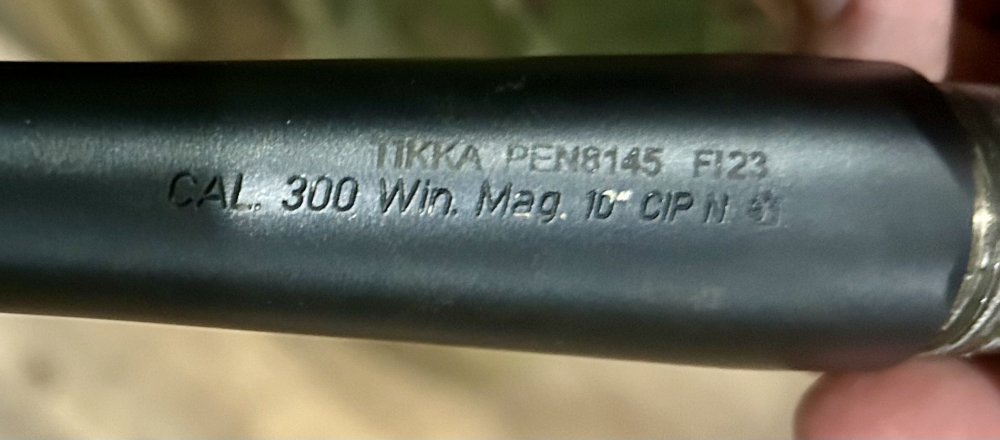 TIKKA PEN8145 FI23
CAL. 300 Win. Mag. 10" CIP N